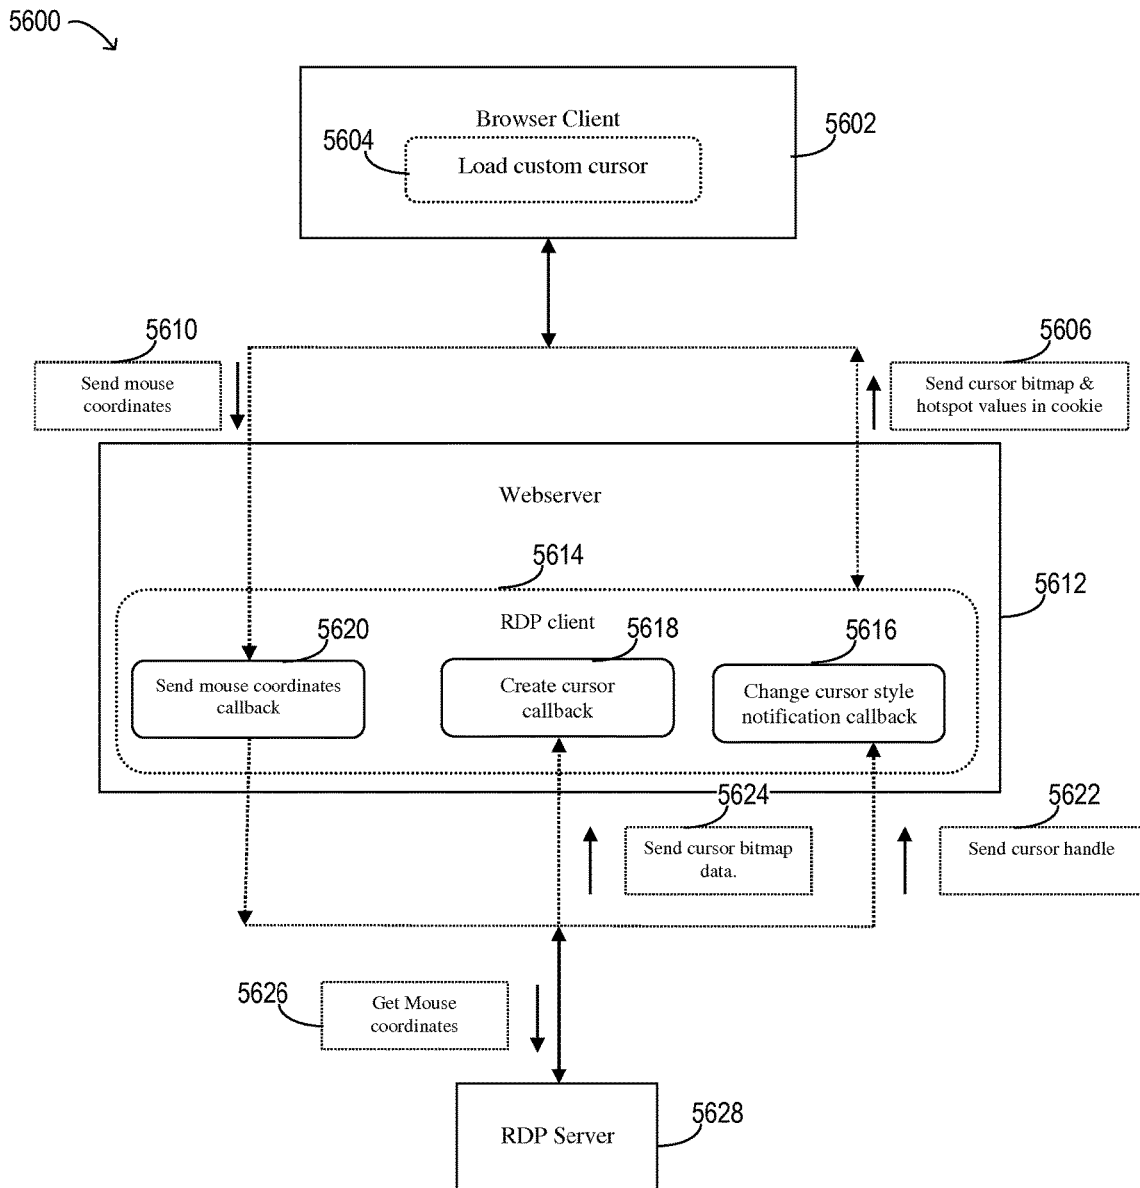 5600
Browser Client
5602
5604
Load custom cursor
5610
5606
Send mouse
coordinates
Send cursor bitmap &
hotspot values in cookie
Webserver
5614
5612
RDP client
5620
5618
5616
Send mouse coordinates
callback
Create cursor
callback
Change cursor style
notification callback
5624
5622
Send cursor bitmap
data.
Send cursor handle
5626
Get Mouse
coordinates
5628
RDP Server